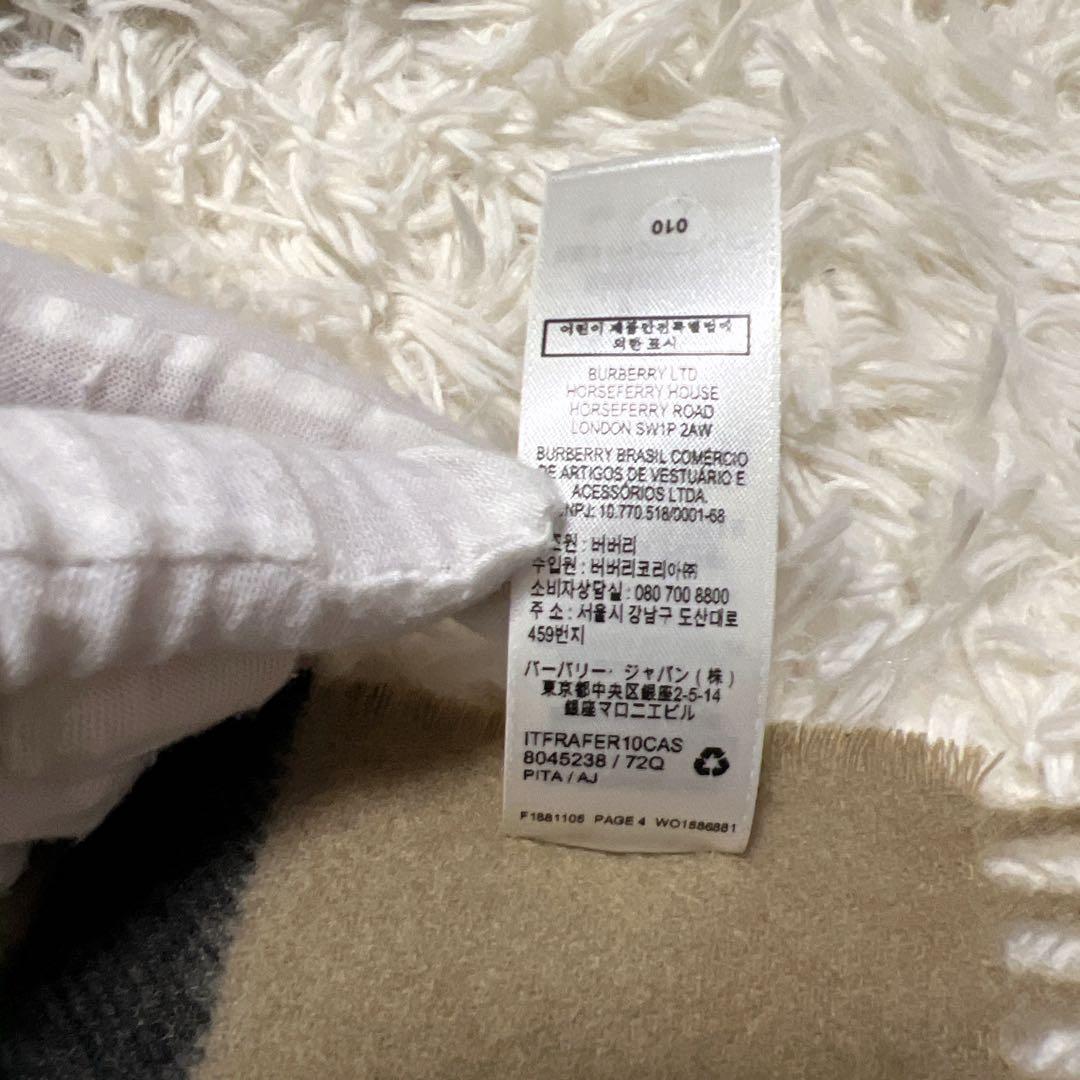 010
어린이 제품안전특별법에
의한 표시
BURBERRY LTD
HORSEFERRY HOUSE
HORSEFERRY ROAD
LONDON SW1P 2AW
BURBERRY BRASIL COMÉRCIO
DE ARTIGOS DE VESTUÁRIO E
ACESSÓRIOS LTDA.
NPJ: 10.770.518/0001-68
조원 : 버버리
수입원 : 버버리코리아㈜
소비자상담실 : 080 700 8800
주 소 : 서울시 강남구 도산대로
459번지
バーバリー・ジャパン(株)
東京都中央区銀座2-5-14
銀座マロニエビル
ITFRAFER10CAS
8045238 / 72Q
PITA / AJ
F1881106 PAGE 4 WO1886881